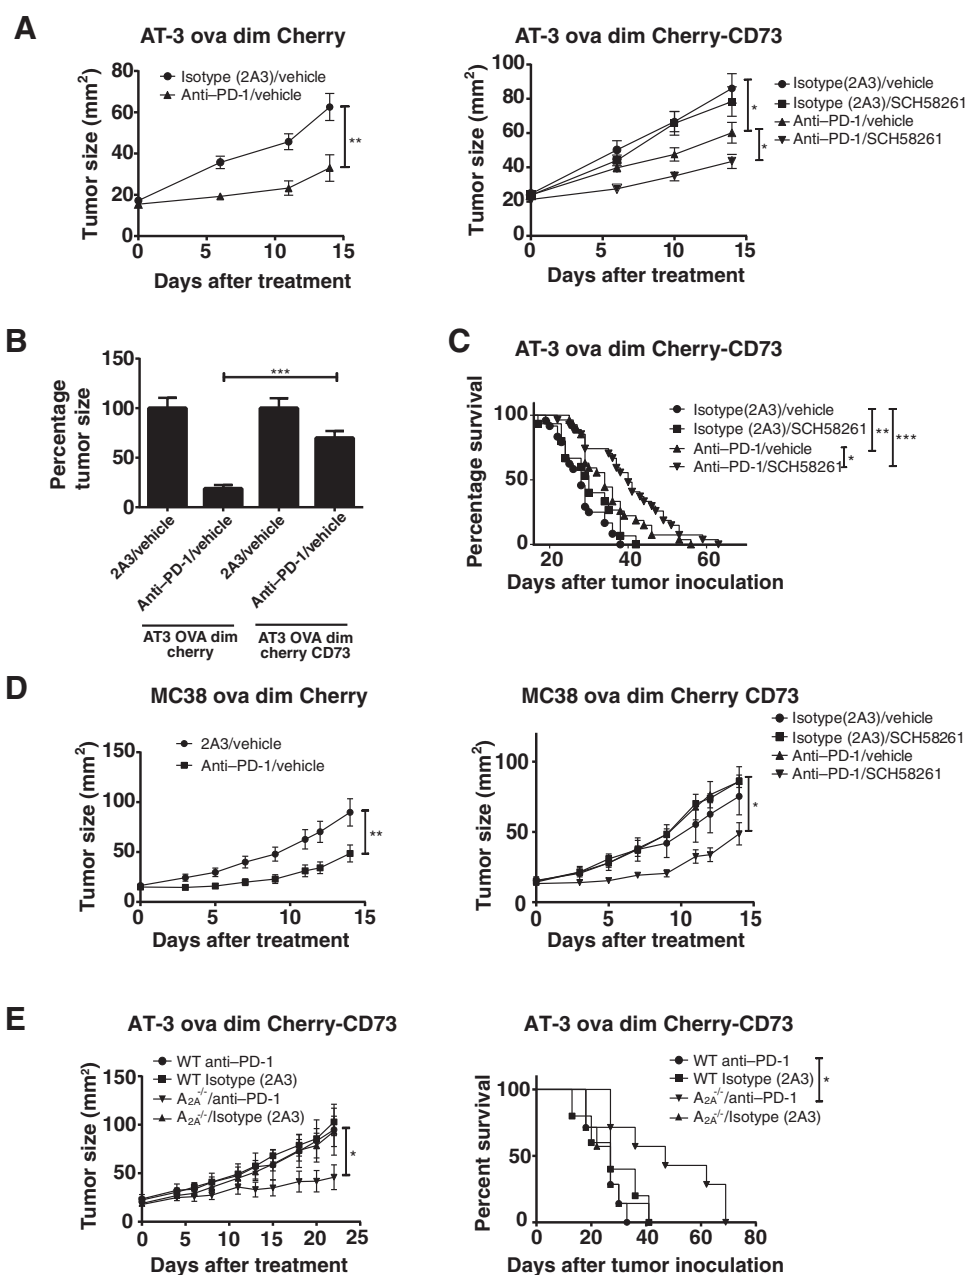 A
AT-3 ova dim Cherry
Tumor size (mm2)
80
60
40
20
0
Isotype (2A3)/vehicle
Anti–PD-1/vehicle
**
0 5 10 15
Days after treatment
AT-3 ova dim Cherry-CD73
Tumor size (mm2)
100
80
60
40
20
0
Isotype(2A3)/vehicle
Isotype (2A3)/SCH58261
Anti–PD-1/vehicle
Anti–PD-1/SCH58261
*
*
0 5 10 15
Days after treatment
B
Percentage
tumor size
150
100
50
0
***
2A3/vehicle
Anti–PD-1/vehicle
2A3/vehicle
Anti–PD-1/vehicle
AT3 OVA dim
cherry
AT3 OVA dim
cherry CD73
C
AT-3 ova dim Cherry-CD73
Percentage survival
100
50
0
Isotype(2A3)/vehicle
Isotype (2A3)/SCH58261
Anti–PD-1/vehicle
Anti–PD-1/SCH58261
*
**
***
20 40 60
Days after tumor inoculation
D
MC38 ova dim Cherry
Tumor size (mm2)
150
100
50
0
2A3/vehicle
Anti–PD-1/vehicle
**
0 5 10 15
Days after treatment
MC38 ova dim Cherry CD73
Tumor size (mm2)
100
50
0
Isotype(2A3)/vehicle
Isotype (2A3)/SCH58261
Anti–PD-1/vehicle
Anti–PD-1/SCH58261
*
0 5 10 15
Days after treatment
E
AT-3 ova dim Cherry-CD73
Tumor size (mm2)
150
100
50
0
WT anti–PD-1
WT Isotype (2A3)
A2A-/-/anti–PD-1
A2A-/-/Isotype (2A3)
*
0 5 10 15 20 25
Days after treatment
AT-3 ova dim Cherry-CD73
Percent survival
100
50
0
WT anti–PD-1
WT Isotype (2A3)
A2A-/-/anti–PD-1
A2A-/-/Isotype (2A3)
*
0 20 40 60 80
Days after tumor inoculation